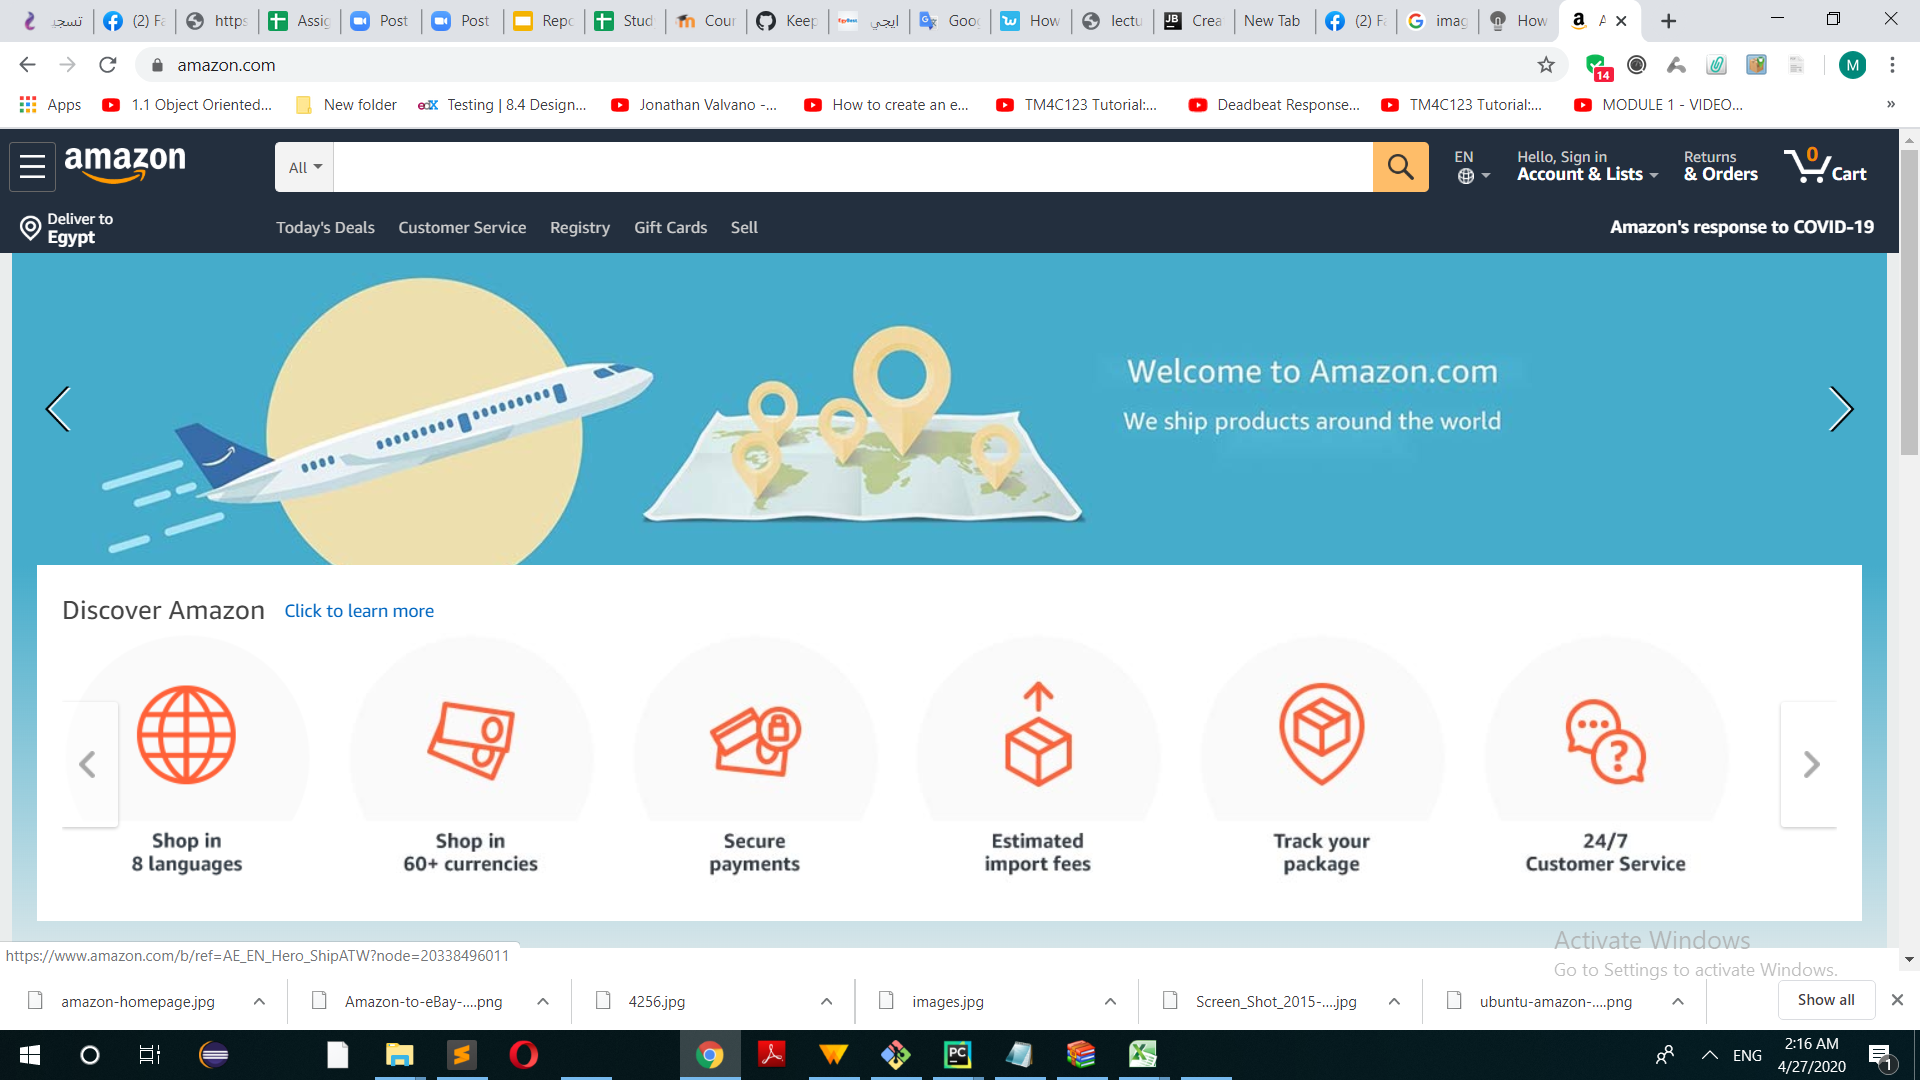 تسجيـ
(2) Fa
https
Assig
Post
Post
Repo
Stud
Cour
Keep
ايجي
Goog
How
lectu
Crea
New Tab
(2) Fa
imag
How
A
amazon.com
14
M
Apps
1.1 Object Oriented...
New folder
Testing | 8.4 Design...
Jonathan Valvano -...
How to create an e...
TM4C123 Tutorial:...
Deadbeat Response...
TM4C123 Tutorial:...
MODULE 1 - VIDEO...
»
amazon
All
EN
Hello, Sign in
Account & Lists
Returns
& Orders
0
Cart
Deliver to
Egypt
Today's Deals
Customer Service
Registry
Gift Cards
Sell
Amazon's response to COVID-19
Welcome to Amazon.com
We ship products around the world
Discover Amazon
Click to learn more
Shop in
8 languages
Shop in
60+ currencies
Secure
payments
Estimated
import fees
Track your
package
24/7
Customer Service
Activate Windows
Go to Settings to activate Windows.
https://www.amazon.com/b/ref=AE_EN_Hero_ShipATW?node=20338496011
amazon-homepage.jpg
Amazon-to-eBay-....png
4256.jpg
images.jpg
Screen_Shot_2015-....jpg
ubuntu-amazon-....png
Show all
PC
ENG
2:16 AM
4/27/2020
1